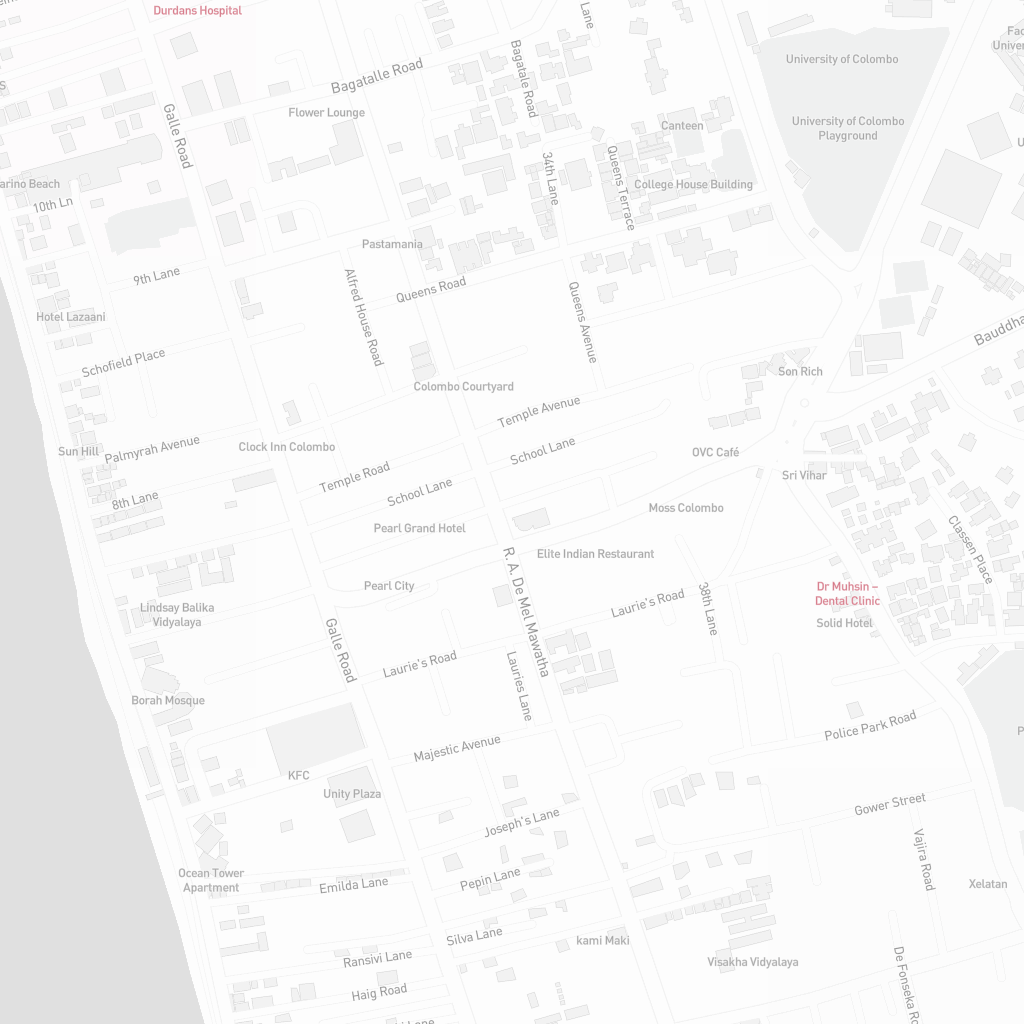 Durdans Hospital
Lane
Bagatalle Road
Bagatale Road
University of Colombo
Galle Road
Flower Lounge
Canteen
University of Colombo
Playground
34th Lane
Queens Terrace
College House Building
10th Ln
Pastamania
9th Lane
Alfred House Road
Queens Road
Queens Avenue
Hotel Lazaani
Schofield Place
Son Rich
Colombo Courtyard
Temple Avenue
Sun Hill
Palmyrah Avenue
Clock Inn Colombo
School Lane
OVC Café
Temple Road
Sri Vihar
8th Lane
School Lane
Moss Colombo
Pearl Grand Hotel
Classen Place
R. A. De Mel Mawatha
Elite Indian Restaurant
Pearl City
38th Lane
Dr Muhsin –
Dental Clinic
Lindsay Balika
Vidyalaya
Laurie's Road
Solid Hotel
Galle Road
Laurie's Road
Lauries Lane
Borah Mosque
Police Park Road
Majestic Avenue
KFC
Unity Plaza
Gower Street
Joseph's Lane
Vajira Road
Ocean Tower
Apartment
Emilda Lane
Pepin Lane
Xelatan
Silva Lane
kami Maki
Ransivi Lane
Visakha Vidyalaya
De Fonseka
Haig Road
Lane